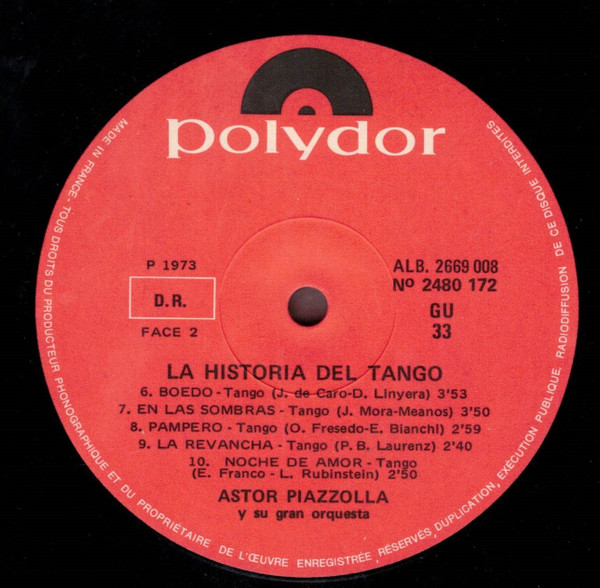 polydor
P 1973
D.R.
FACE 2
ALB. 2669 008
Nº 2480 172
GU
33
LA HISTORIA DEL TANGO
6. BOEDO - Tango (J. de Caro-D. Linyera) 3'53
7. EN LAS SOMBRAS - Tango (J. Mora-Meanos) 3'50
8. PAMPERO - Tango (O. Fresedo-E. Bianchi) 2'59
9. LA REVANCHA - Tango (P. B. Laurenz) 2'40
10. NOCHE DE AMOR - Tango
(E. Franco - L. Rubinstein) 2'50
ASTOR PIAZZOLLA
y su gran orquesta
MADE IN FRANCE - TOUS DROITS DU PRODUCTEUR PHONOGRAPHIQUE ET DU PROPRIÉTAIRE DE L'ŒUVRE ENREGISTRÉE, RÉSERVÉS, DUPLICATION, EXÉCUTION PUBLIQUE, RADIODIFFUSION DE CE DISQUE INTERDITES